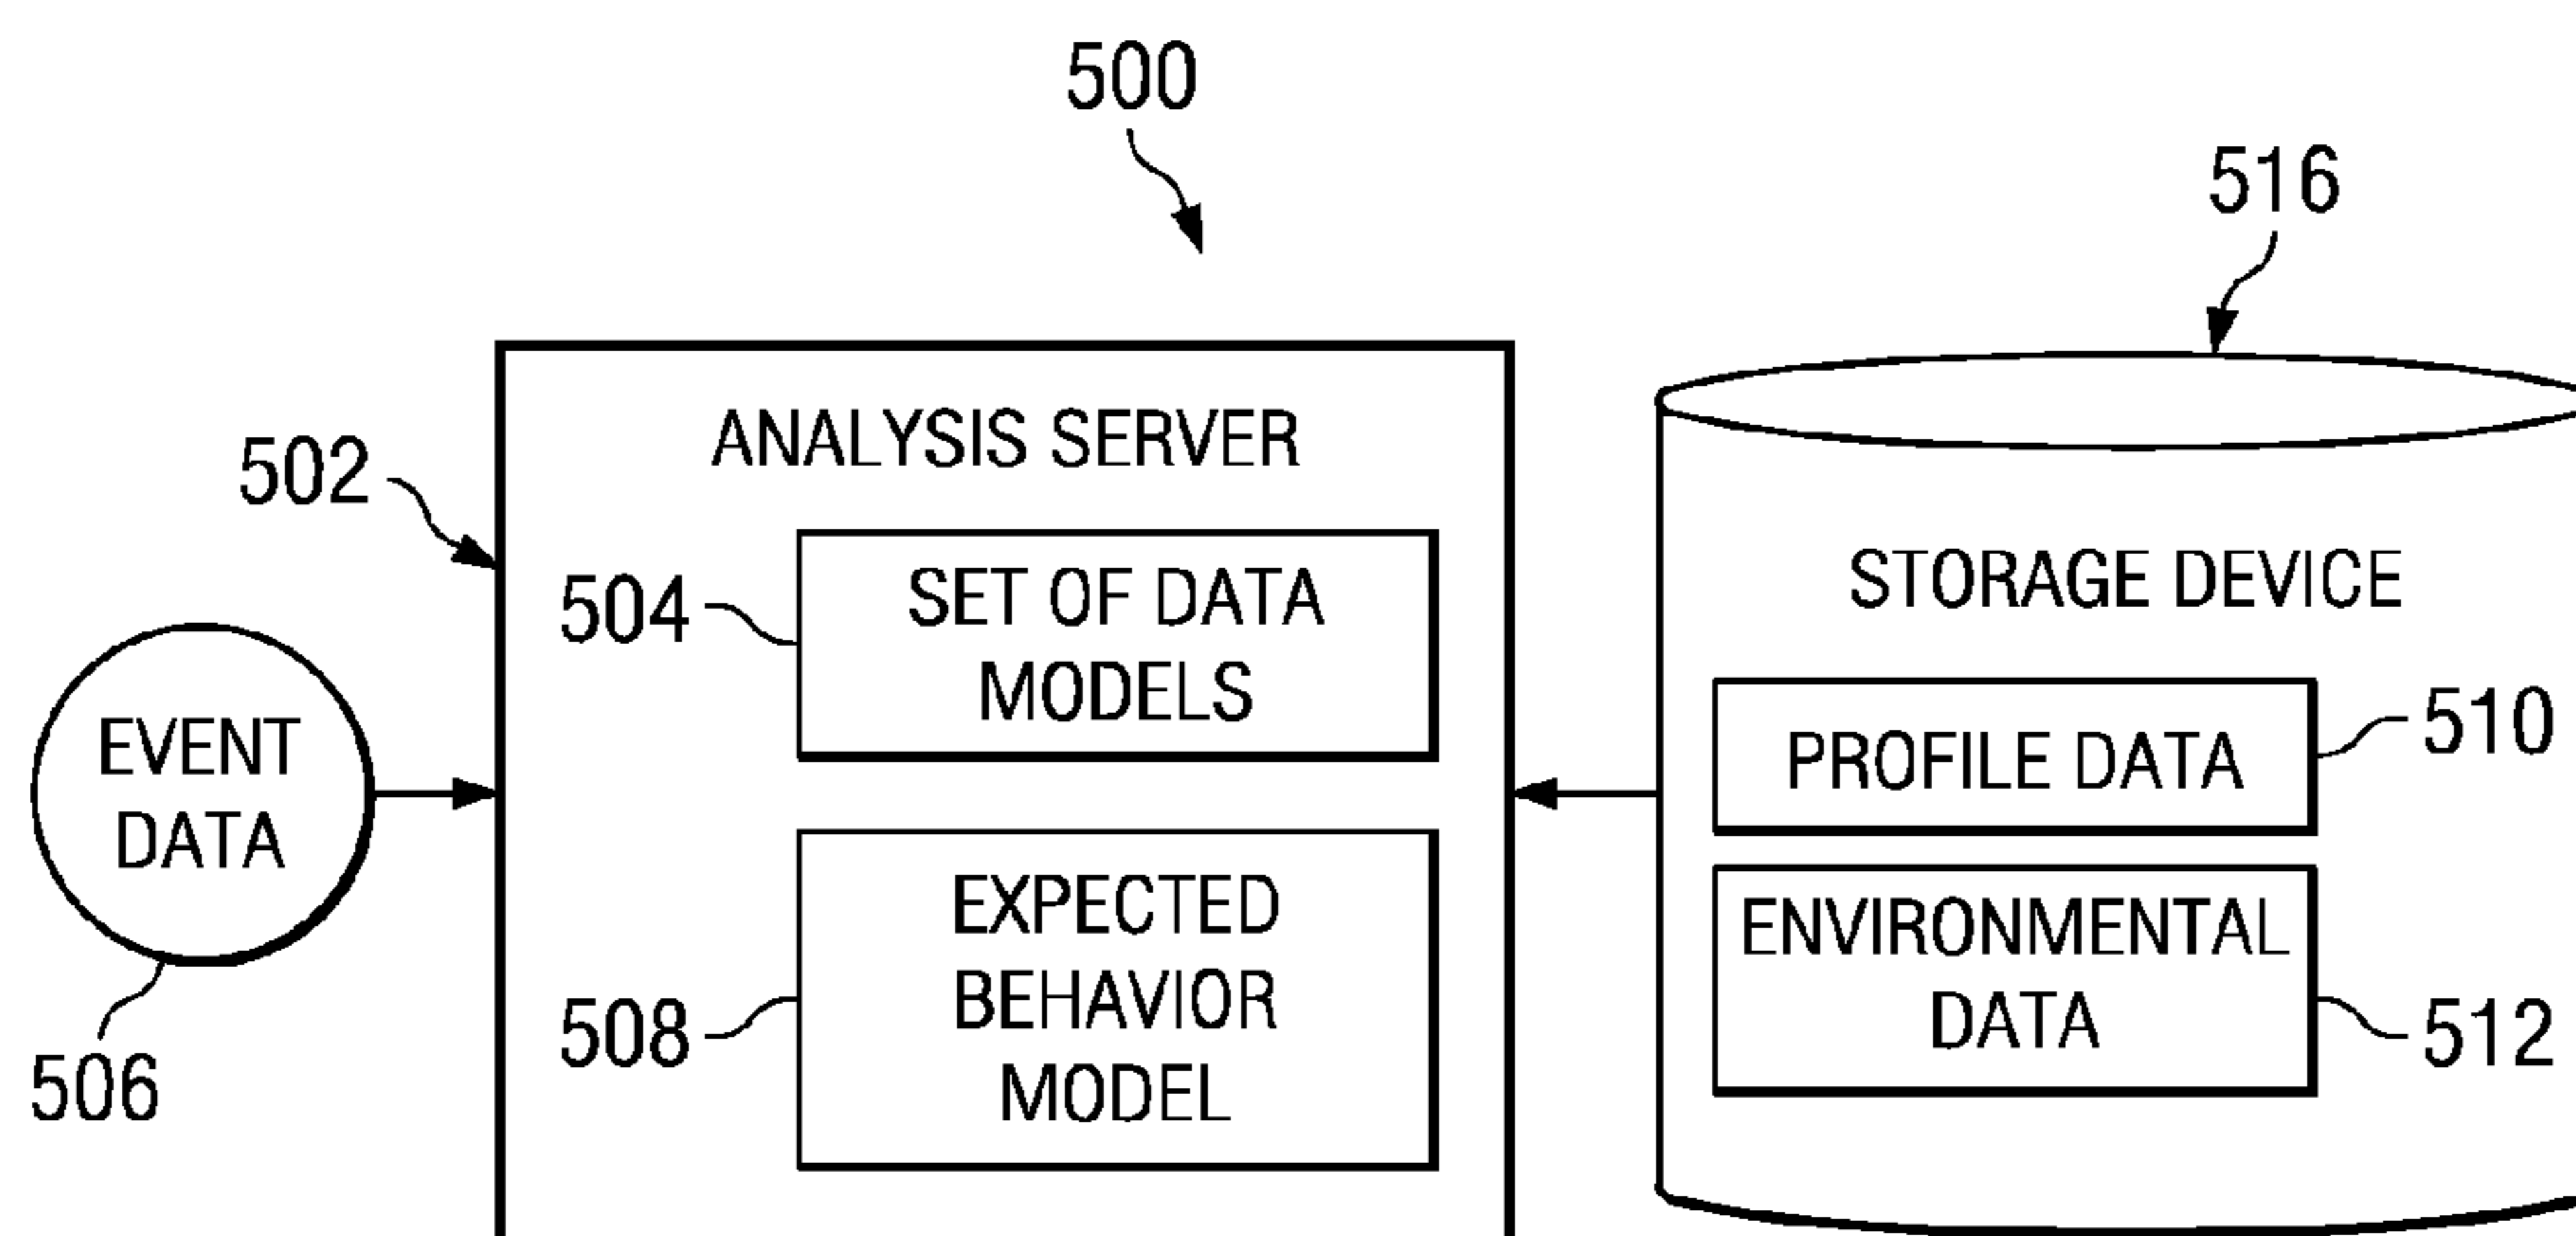 500
516
ANALYSIS SERVER
502
504
SET OF DATA
MODELS
STORAGE DEVICE
EVENT
DATA
506
PROFILE DATA
510
EXPECTED
BEHAVIOR
MODEL
508
ENVIRONMENTAL
DATA
512